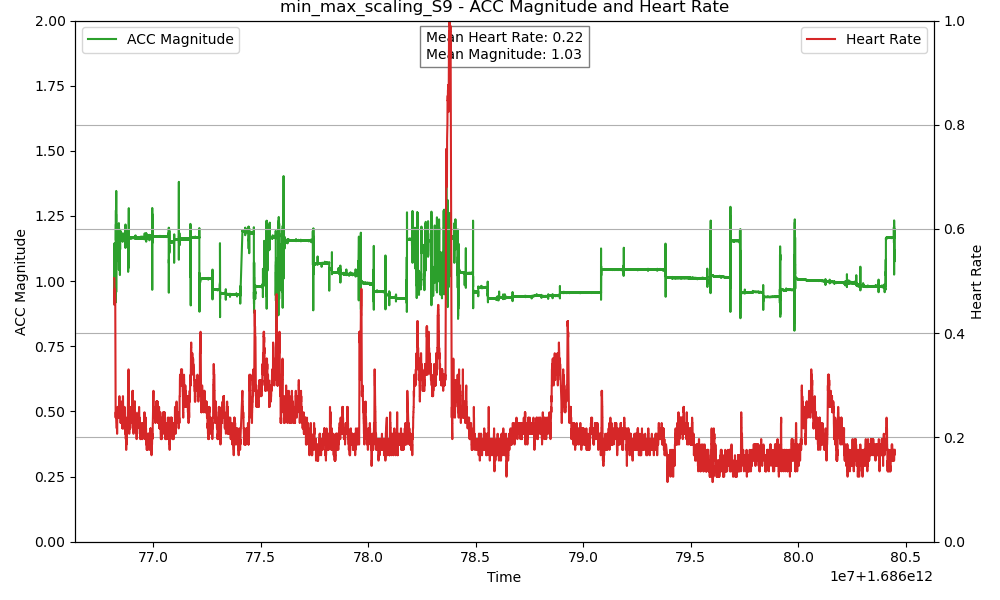 min_max_scaling_S9 - ACC Magnitude and Heart Rate
ACC Magnitude
Mean Heart Rate: 0.22
Mean Magnitude: 1.03
Heart Rate
2.00
1.75
1.50
1.25
1.00
0.75
0.50
0.25
0.00
ACC Magnitude
1.0
0.8
0.6
0.4
0.2
0.0
Heart Rate
77.0 77.5 78.0 78.5 79.0 79.5 80.0 80.5
Time
1e7+1.686e12